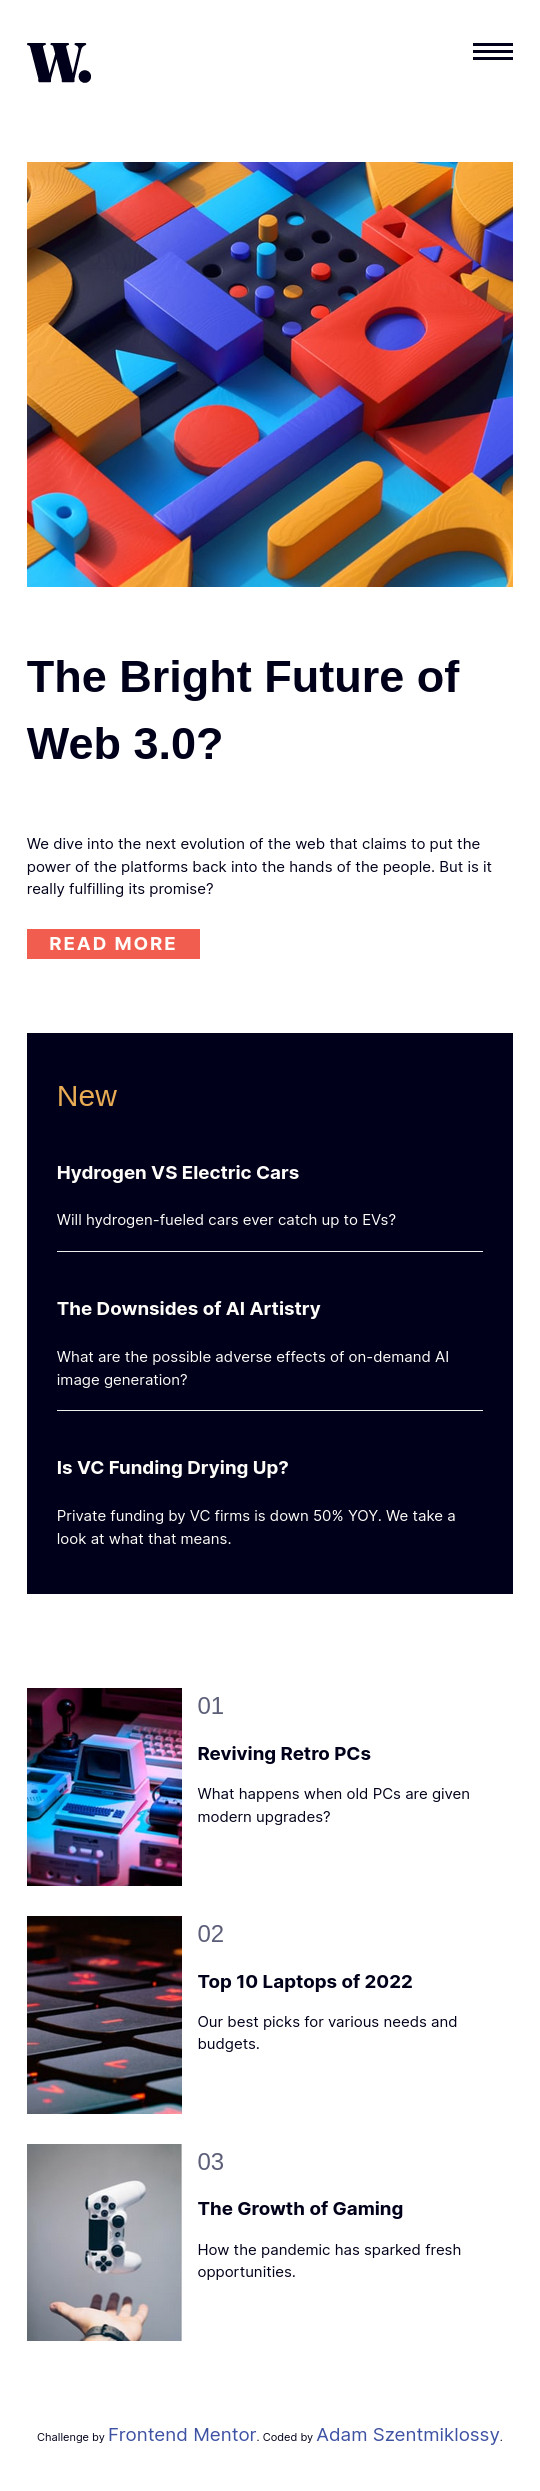 W.
The Bright Future of
Web 3.0?
We dive into the next evolution of the web that claims to put the
power of the platforms back into the hands of the people. But is it
really fulfilling its promise?
READ MORE
New
Hydrogen VS Electric Cars
Will hydrogen-fueled cars ever catch up to EVs?
The Downsides of AI Artistry
What are the possible adverse effects of on-demand AI
image generation?
Is VC Funding Drying Up?
Private funding by VC firms is down 50% YOY. We take a
look at what that means.
01
Reviving Retro PCs
What happens when old PCs are given
modern upgrades?
02
Top 10 Laptops of 2022
Our best picks for various needs and
budgets.
03
The Growth of Gaming
How the pandemic has sparked fresh
opportunities.
Challenge by Frontend Mentor. Coded by Adam Szentmiklossy.